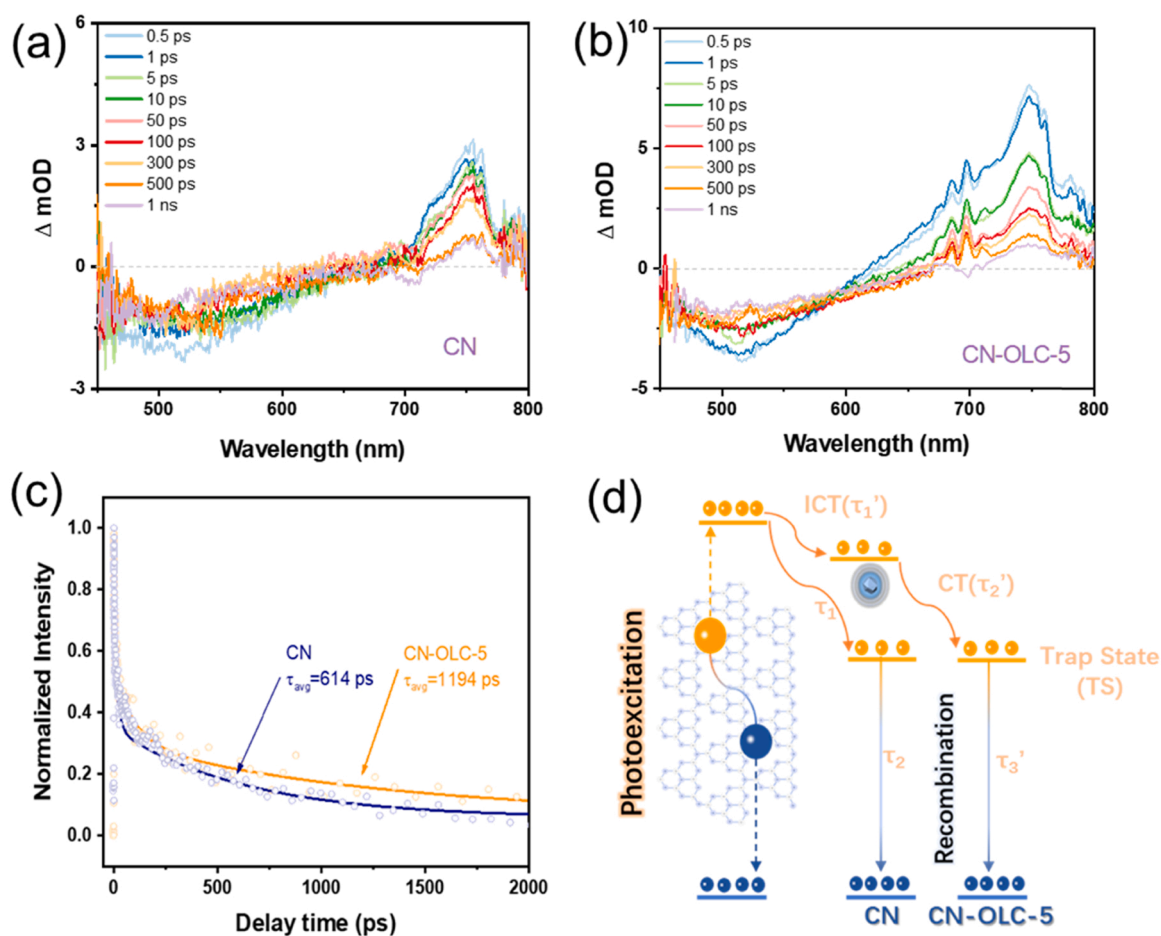 (a)
6
3
0
-3
Δ mOD
0.5 ps
1 ps
5 ps
10 ps
50 ps
100 ps
300 ps
500 ps
1 ns
CN
500 600 700 800
Wavelength (nm)
(b)
10
5
0
-5
Δ mOD
0.5 ps
1 ps
5 ps
10 ps
50 ps
100 ps
300 ps
500 ps
1 ns
CN-OLC-5
500 600 700 800
Wavelength (nm)
(c)
1.0
0.8
0.6
0.4
0.2
0.0
Normalized Intensity
CN
τavg=614 ps
CN-OLC-5
τavg=1194 ps
0 500 1000 1500 2000
Delay time (ps)
(d)
ICT(τ1')
CT(τ2')
τ1
Photoexcitation
Trap State
(TS)
τ2
Recombination
τ3'
CN
CN-OLC-5